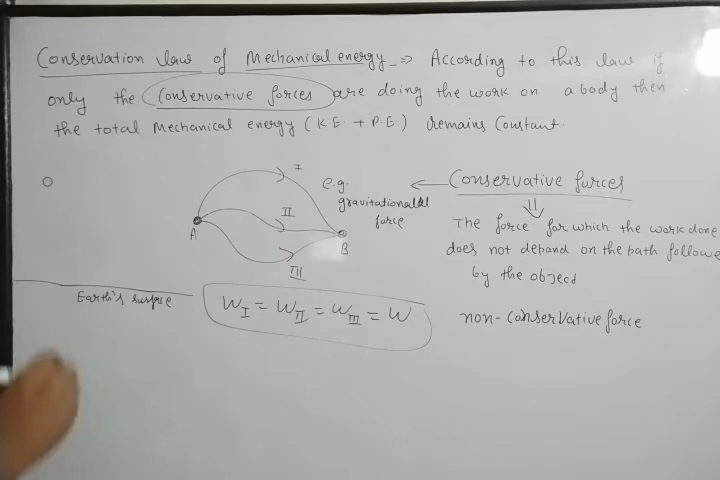 Conservation law of Mechanical energy ⇒ According to this law if
only the Conservative forces are doing the work on a body then
the total Mechanical energy (K.E. + P.E) remains Constant.
I
II
III
A
B
e.g.
gravitational
force
← Conservative forces
⇓
The force for which the work done
does not depand on the path followe
by the object
Earth's surface
W_I = W_II = W_III = W
non-conservative force